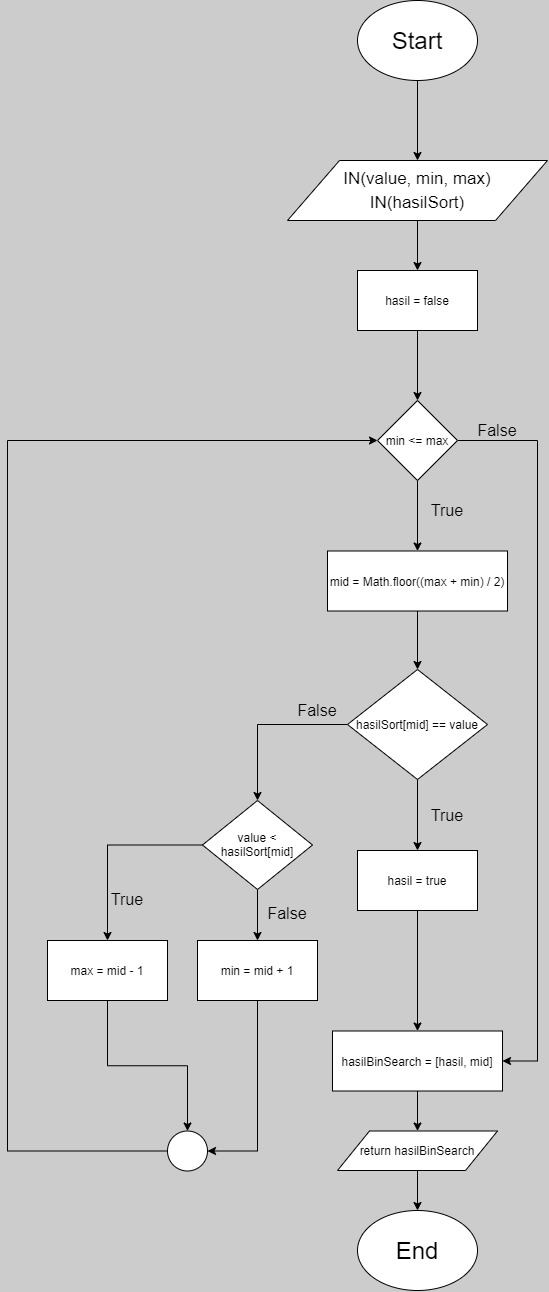 Start
IN(value, min, max)
IN(hasilSort)
hasil = false
min <= max
False
True
mid = Math.floor((max + min) / 2)
hasilSort[mid] == value
False
True
value <
hasilSort[mid]
True
False
hasil = true
max = mid - 1
min = mid + 1
hasilBinSearch = [hasil, mid]
return hasilBinSearch
End